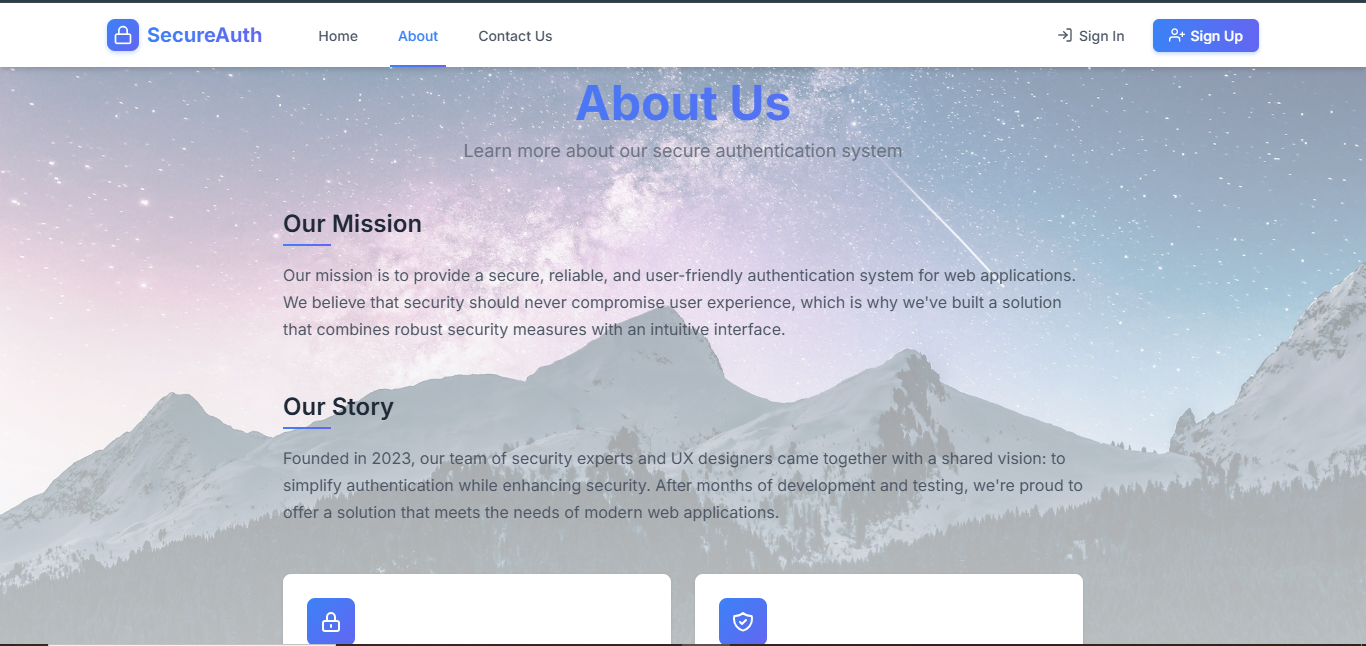 SecureAuth
Home
About
Contact Us
Sign In
Sign Up
About Us
Learn more about our secure authentication system
Our Mission
Our mission is to provide a secure, reliable, and user-friendly authentication system for web applications.
We believe that security should never compromise user experience, which is why we've built a solution
that combines robust security measures with an intuitive interface.
Our Story
Founded in 2023, our team of security experts and UX designers came together with a shared vision: to
simplify authentication while enhancing security. After months of development and testing, we're proud to
offer a solution that meets the needs of modern web applications.